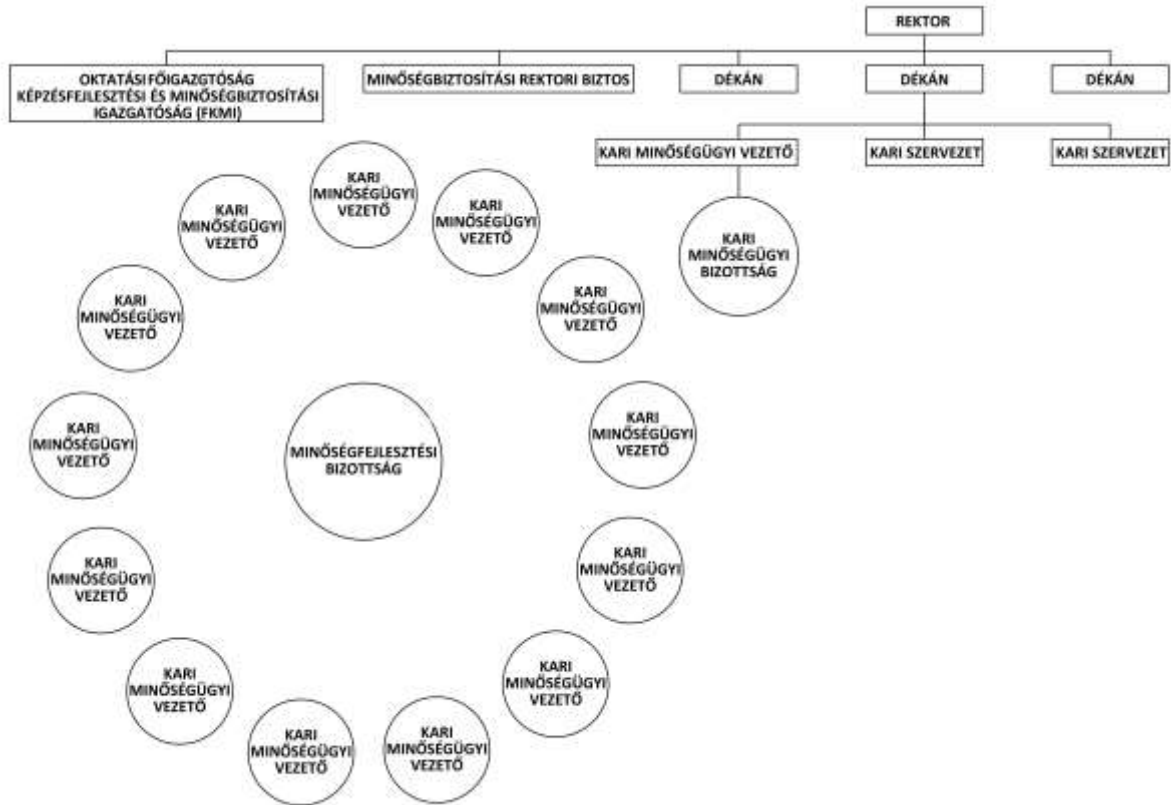 REKTOR
OKTATÁSI FŐIGAZGTÓSÁG
KÉPZÉSFEJLESZTÉSI ÉS MINŐSÉGBIZTOSÍTÁSI
IGAZGATÓSÁG (FKMI)
MINŐSÉGBIZTOSÍTÁSI REKTORI BIZTOS
DÉKÁN
DÉKÁN
DÉKÁN
KARI MINŐSÉGÜGYI VEZETŐ
KARI SZERVEZET
KARI SZERVEZET
KARI
MINŐSÉGÜGYI
BIZOTTSÁG
KARI
MINŐSÉGÜGYI
VEZETŐ
KARI
MINŐSÉGÜGYI
VEZETŐ
KARI
MINŐSÉGÜGYI
VEZETŐ
KARI
MINŐSÉGÜGYI
VEZETŐ
KARI
MINŐSÉGÜGYI
VEZETŐ
KARI
MINŐSÉGÜGYI
VEZETŐ
KARI
MINŐSÉGÜGYI
VEZETŐ
KARI
MINŐSÉGÜGYI
VEZETŐ
MINŐSÉGFEJLESZTÉSI
BIZOTTSÁG
KARI
MINŐSÉGÜGYI
VEZETŐ
KARI
MINŐSÉGÜGYI
VEZETŐ
KARI
MINŐSÉGÜGYI
VEZETŐ
KARI
MINŐSÉGÜGYI
VEZETŐ
KARI
MINŐSÉGÜGYI
VEZETŐ
KARI
MINŐSÉGÜGYI
VEZETŐ